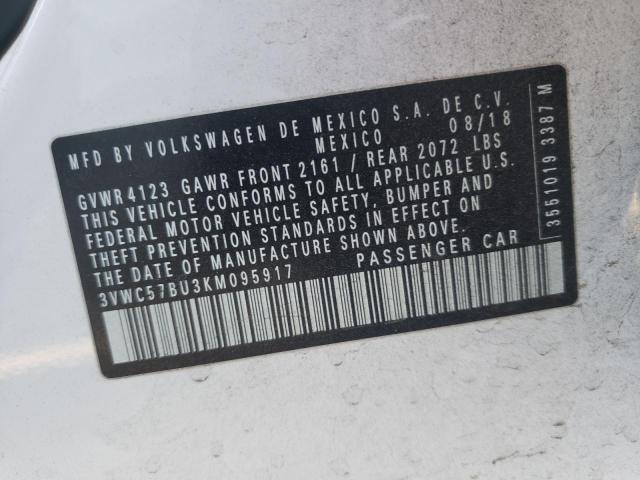 MFD BY VOLKSWAGEN DE MEXICO S.A. DE C.V.
MEXICO 08/18
GVWR 4123 GAWR FRONT 2161 / REAR 2072 LBS
THIS VEHICLE CONFORMS TO ALL APPLICABLE U.S.
FEDERAL MOTOR VEHICLE SAFETY, BUMPER AND
THEFT PREVENTION STANDARDS IN EFFECT ON
THE DATE OF MANUFACTURE SHOWN ABOVE.
3VWC57BU3KM095917 PASSENGER CAR
3551019 3387 M